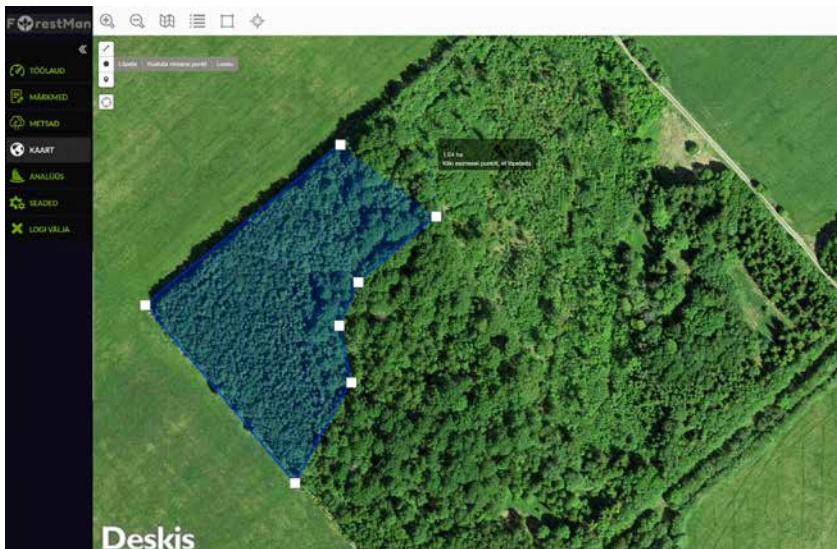 ForestMan
TÖÖLAUD
MÄRKMED
METSAD
KAART
ANALÜÜS
SEADED
LOGI VÄLJA
Lõpeta Kustuta viimane punkt Loobu
1.04 ha
Kliki esimesel punktil, et lõpetada
Deskis